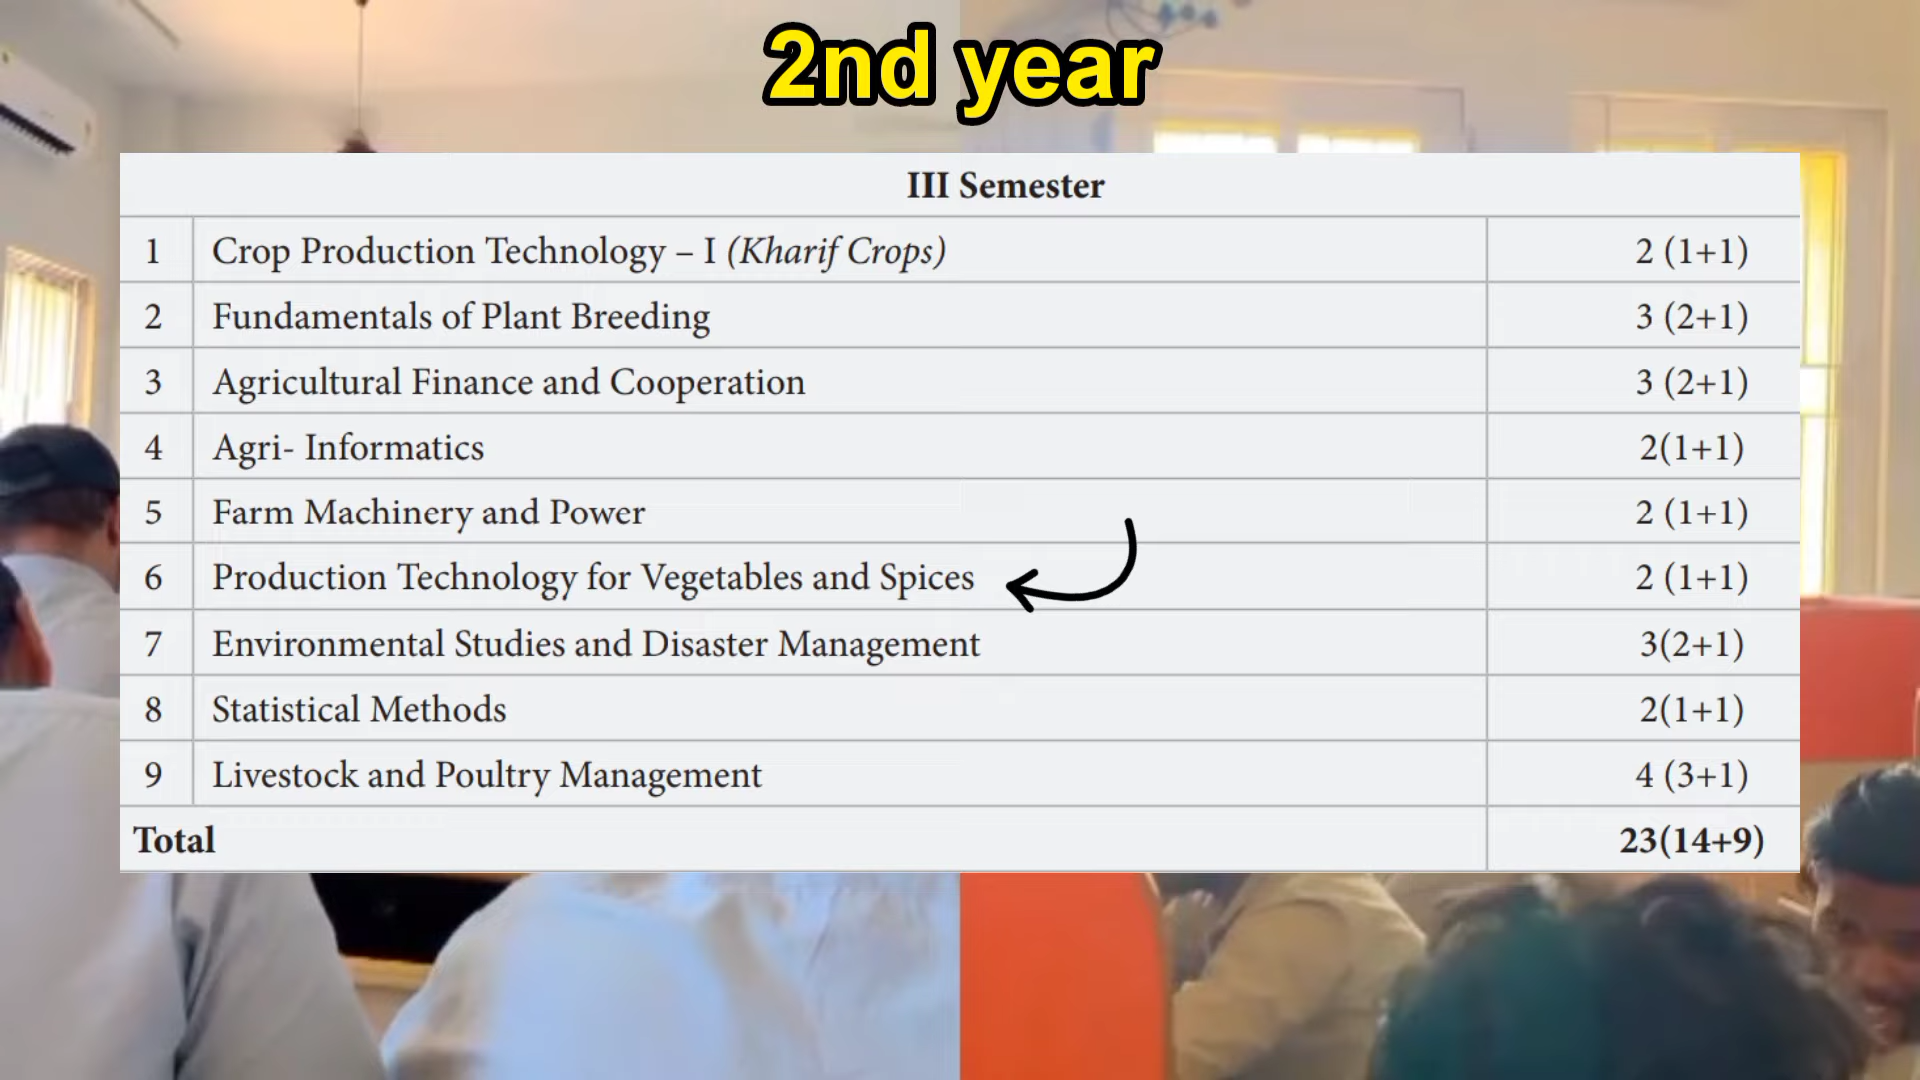 2nd year
III Semester
1 Crop Production Technology – I (Kharif Crops) 2 (1+1)
2 Fundamentals of Plant Breeding 3 (2+1)
3 Agricultural Finance and Cooperation 3 (2+1)
4 Agri- Informatics 2(1+1)
5 Farm Machinery and Power 2 (1+1)
6 Production Technology for Vegetables and Spices 2 (1+1)
7 Environmental Studies and Disaster Management 3(2+1)
8 Statistical Methods 2(1+1)
9 Livestock and Poultry Management 4 (3+1)
Total 23(14+9)